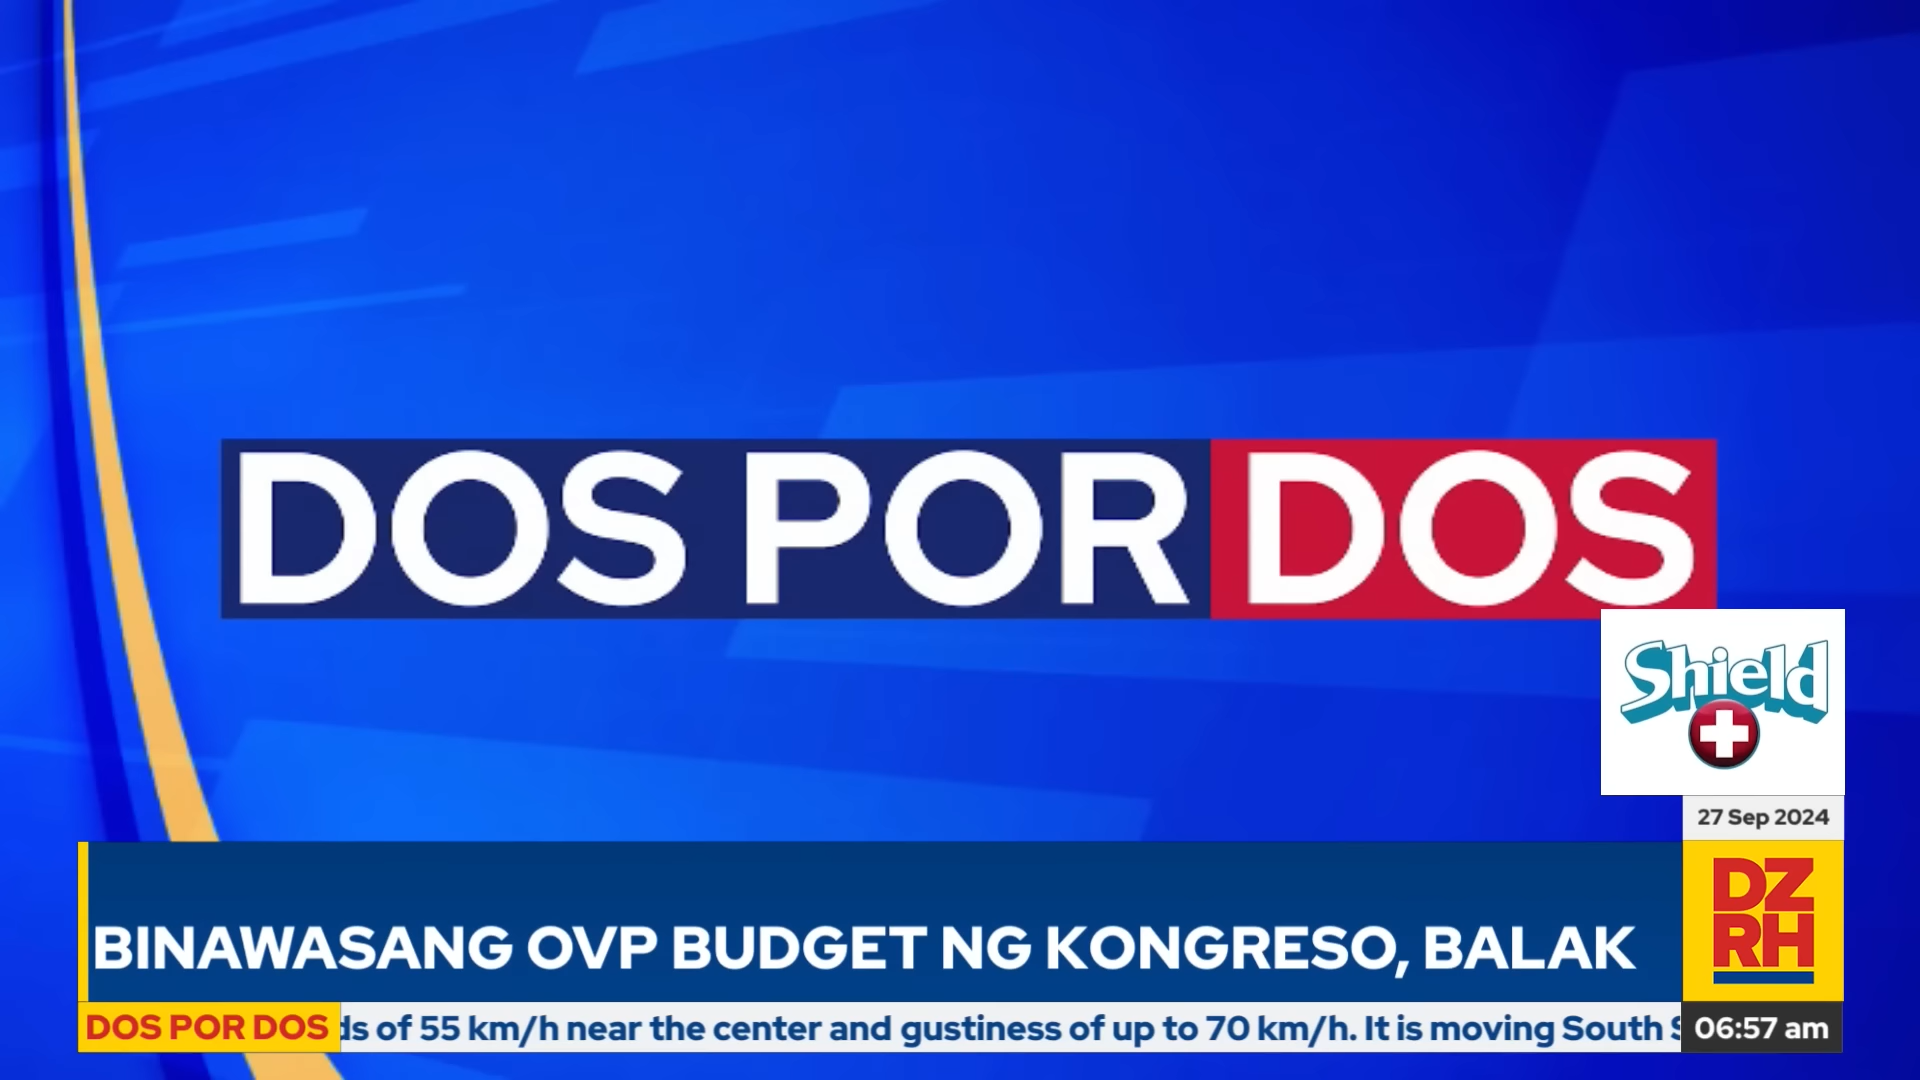 DOS POR DOS
Shield
27 Sep 2024
DZ
RH
BINAWASANG OVP BUDGET NG KONGRESO, BALAK
DOS POR DOS
of 55 km/h near the center and gustiness of up to 70 km/h. It is moving South
06:57 am